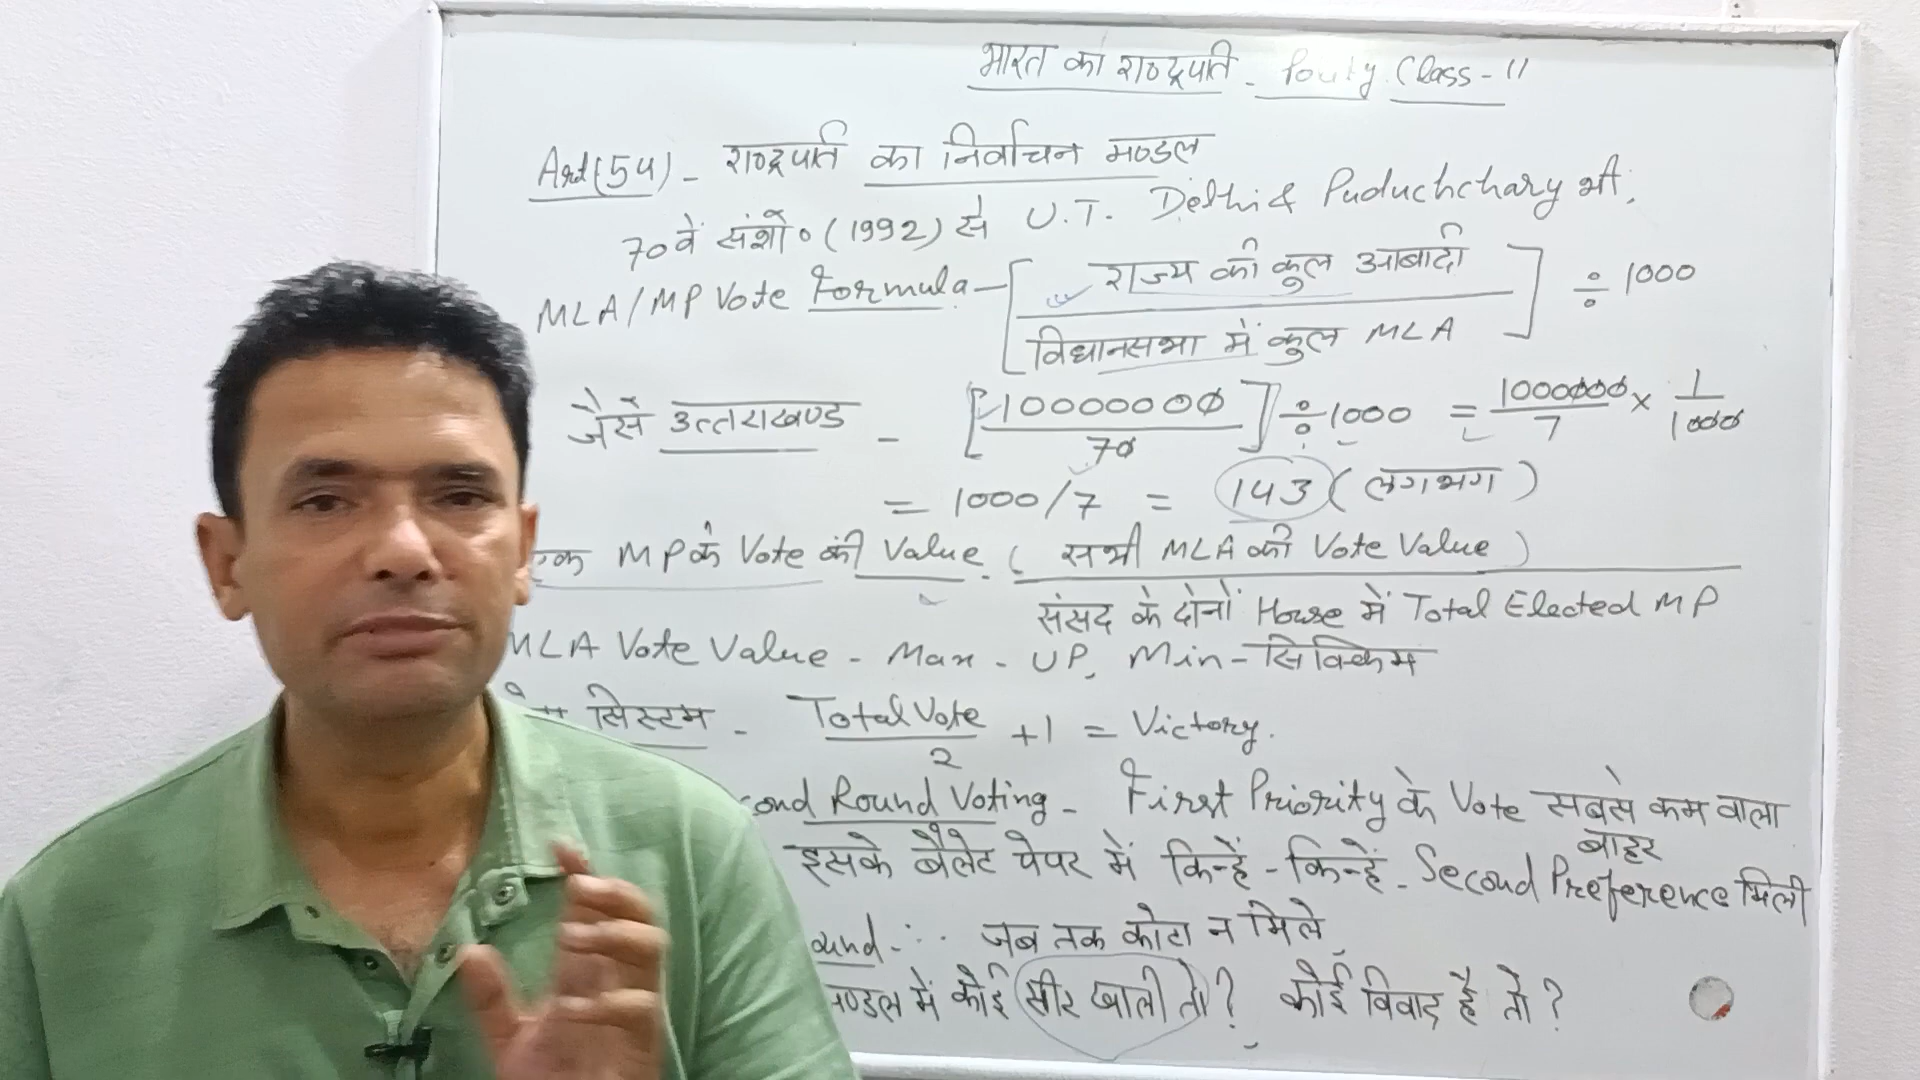 भारत का राष्ट्रपति - Polity Class - 11
Art(54) - राष्ट्रपति का निर्वाचन मण्डल
70वें संशो० (1992) से U.T. Delhi & Puduchchary भी,
MLA/MP Vote Formula - [ राज्य की कुल आबादी / विधानसभा में कुल MLA ] ÷ 1000
जैसे उत्तराखण्ड - [ 10000000 / 70 ] ÷ 1000 = 1000000 / 7 × 1 / 1000
= 1000/7 = 143 (लगभग)
एक MP के Vote की Value. ( सभी MLA की Vote Value )
संसद के दोनों House में Total Elected MP
MLA Vote Value - Max - UP, Min - सिक्किम
सिस्टम - Total Vote / 2 + 1 = Victory.
cond Round Voting - First Priority के Vote सबसे कम वाला
बाहर
इसके बैलेट पेपर में किन्हें - किन्हें - Second Preference मिली
ound - ∴ जब तक कोटा न मिले
ण्डल में कोई सीट खाली तो ? कोई विवाद है तो ?